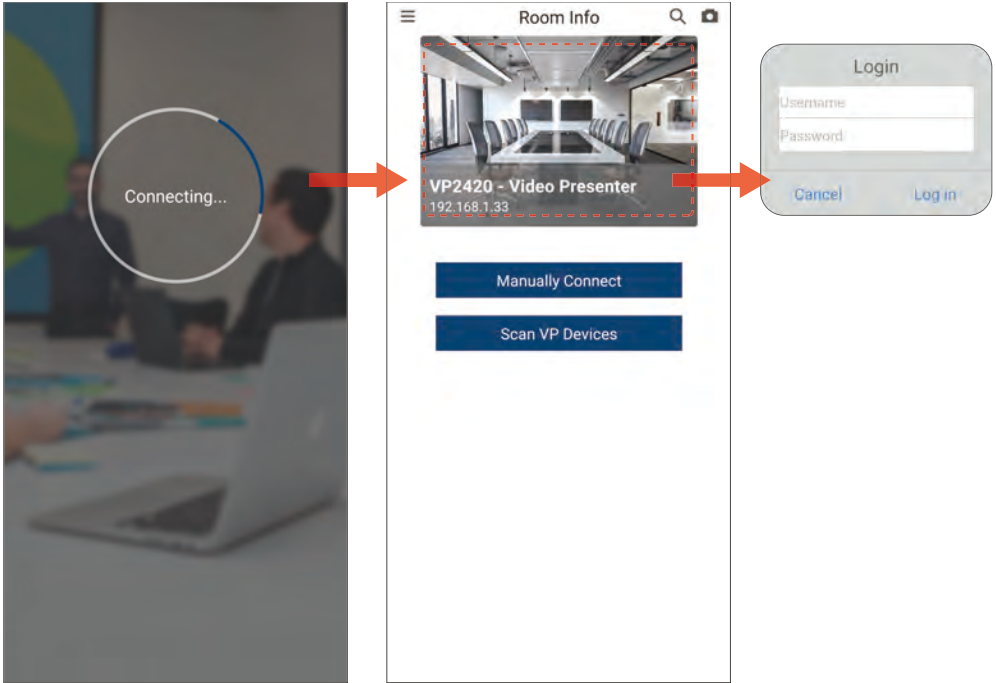 Connecting...
Room Info
VP2420 - Video Presenter
192.168.1.33
Manually Connect
Scan VP Devices
Login
Username
Password
Cancel
Log in